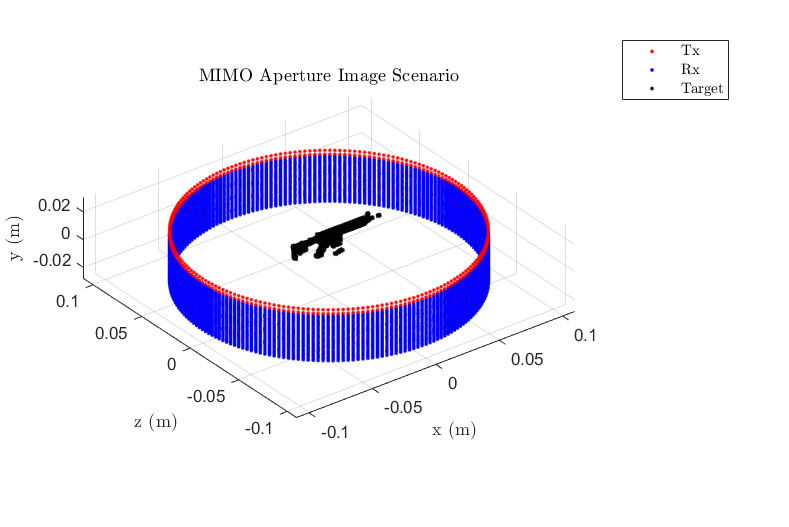 MIMO Aperture Image Scenario
Tx
Rx
Target
y (m)
0.02
0
-0.02
z (m)
0.1
0.05
0
-0.05
-0.1
x (m)
-0.1
-0.05
0
0.05
0.1